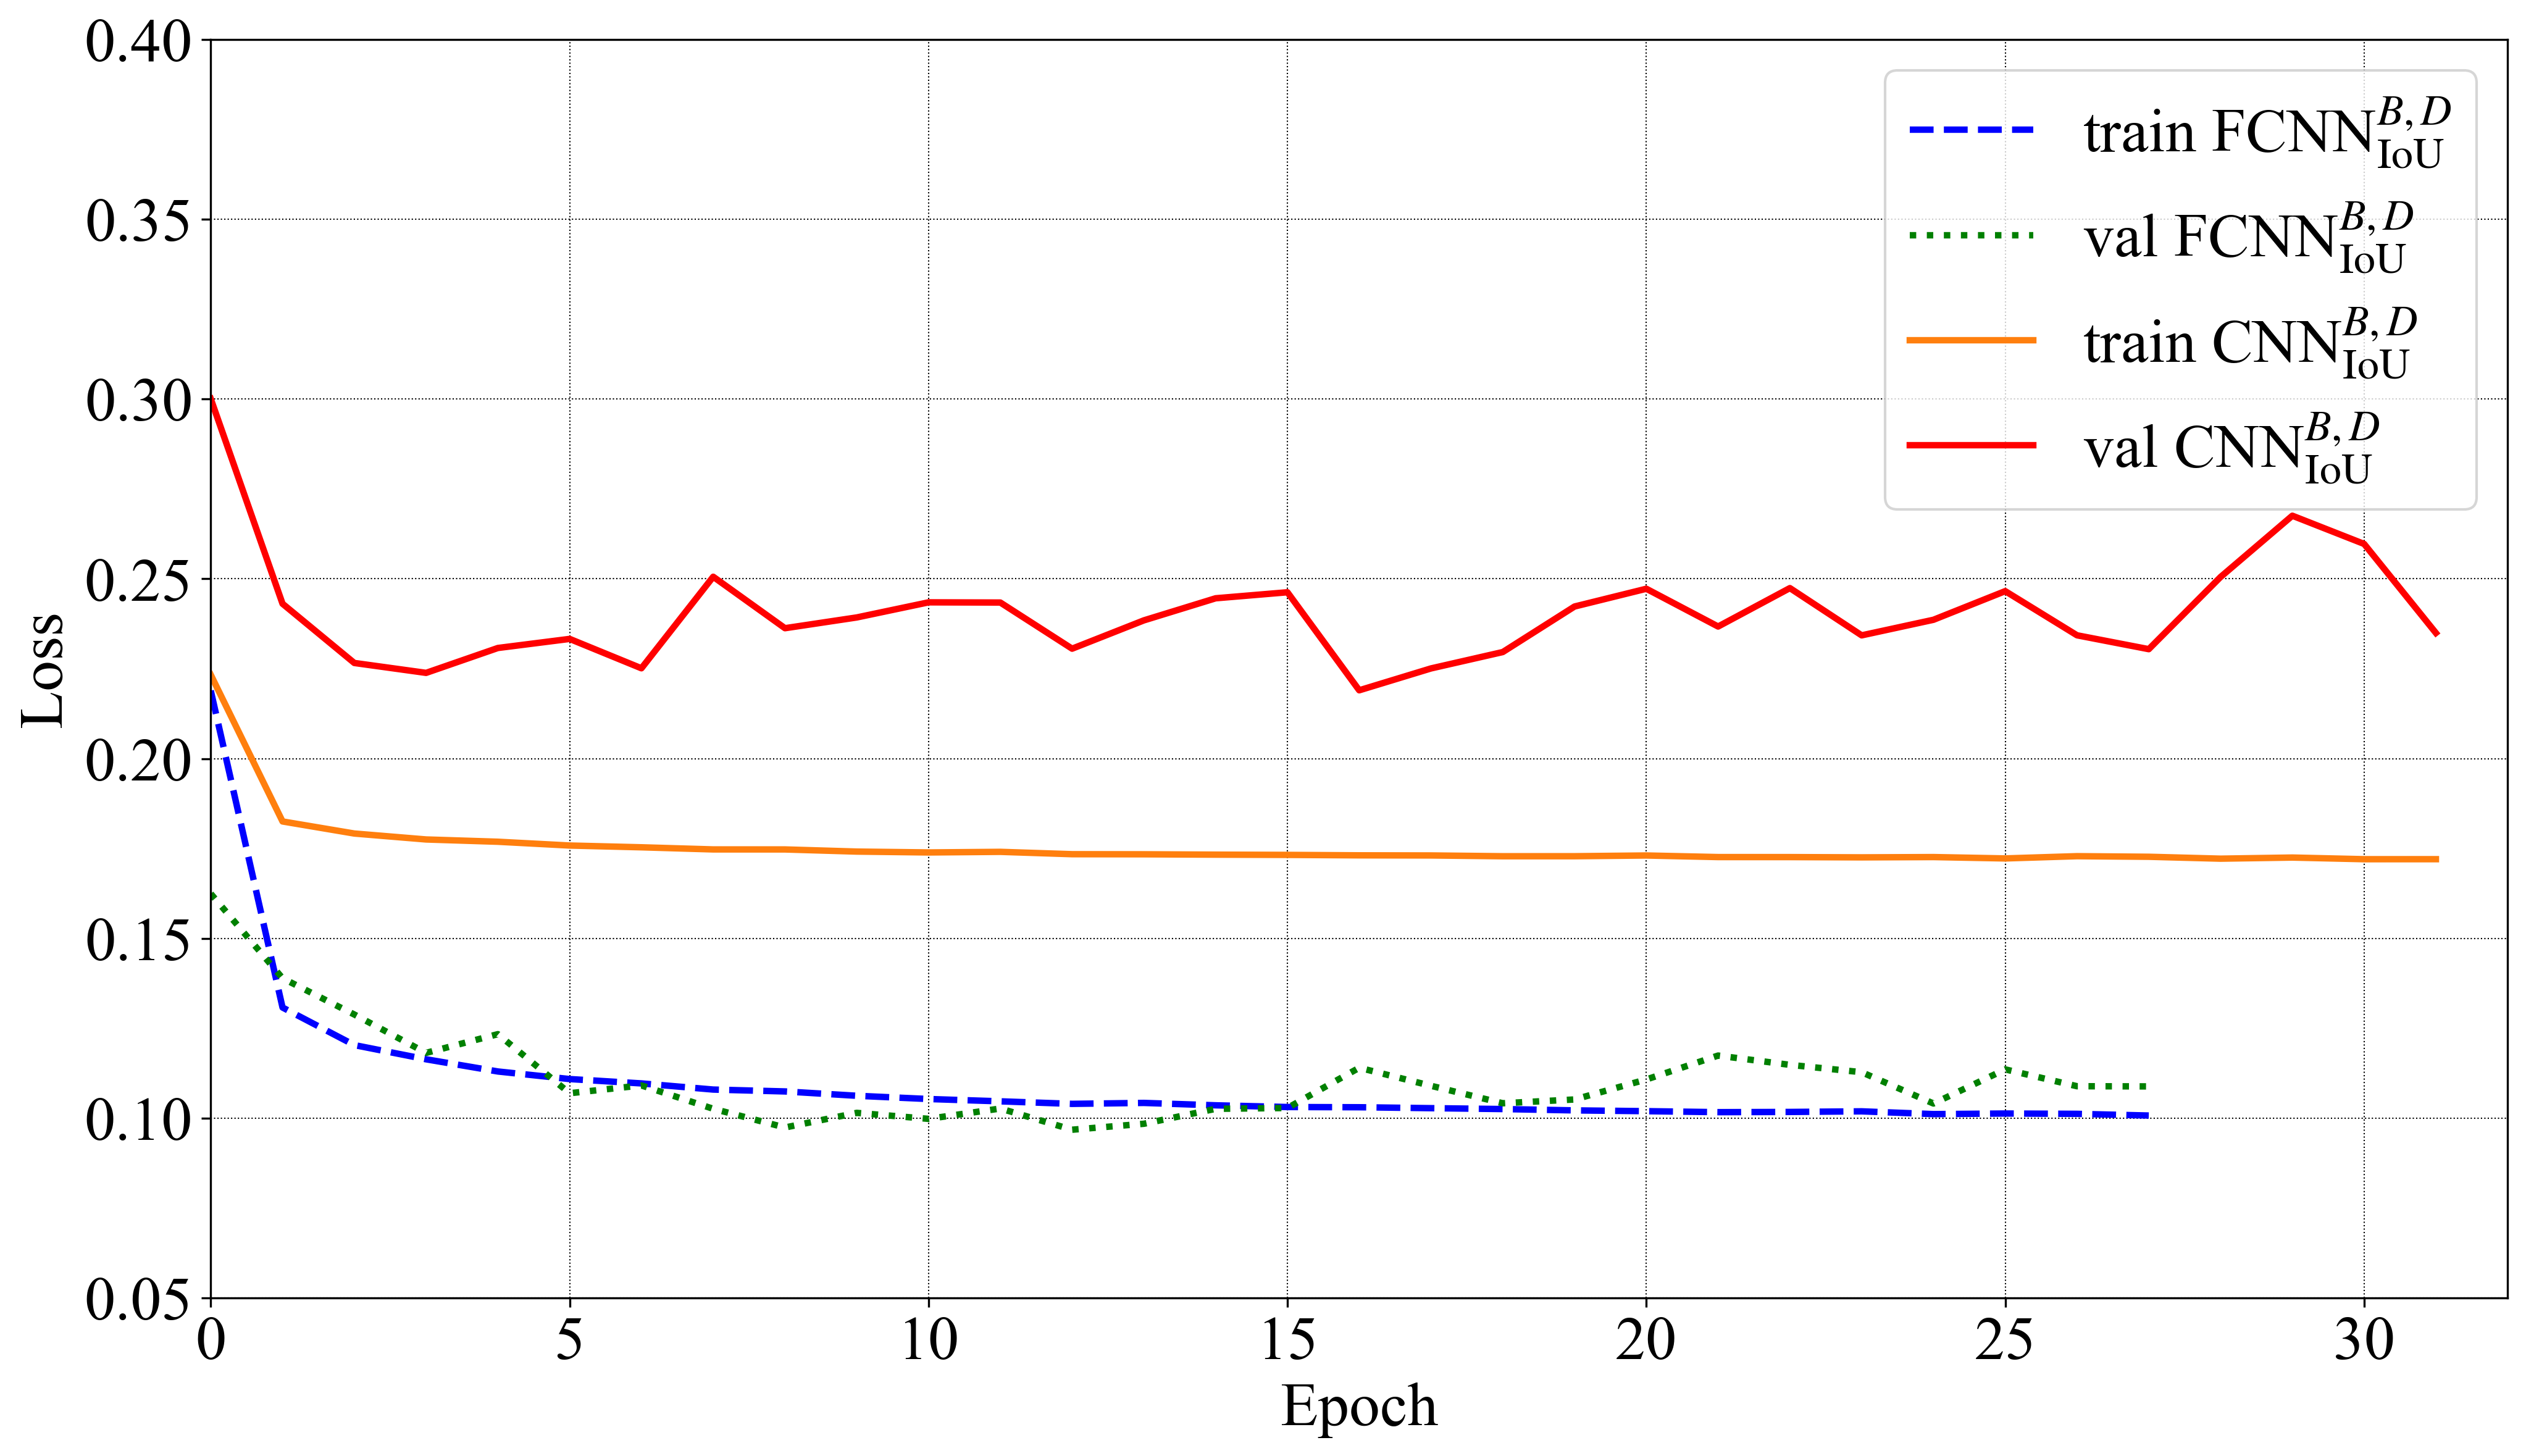 0.40
0.35
0.30
0.25
0.20
0.15
0.10
0.05
Loss
0 5 10 15 20 25 30
Epoch
train FCNN^{B, D}_{IoU}
val FCNN^{B, D}_{IoU}
train CNN^{B, D}_{IoU}
val CNN^{B, D}_{IoU}